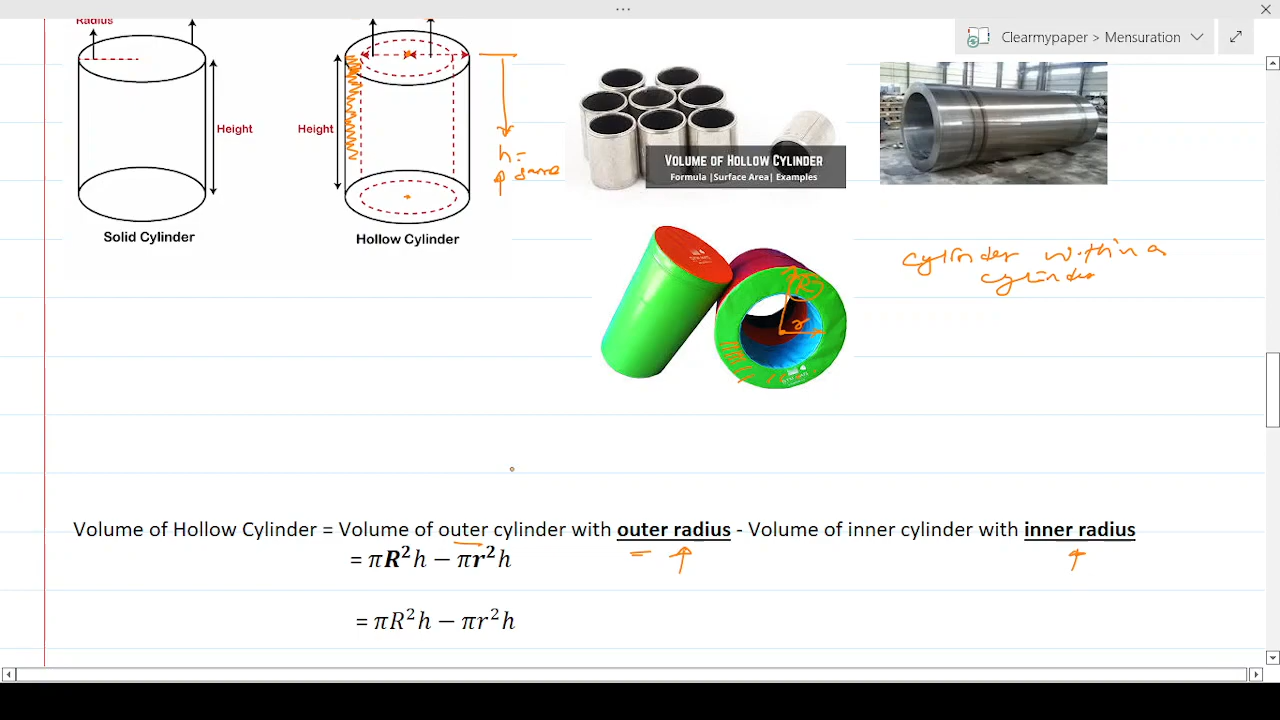 ...
Clearmypaper > Mensuration
Radius
Height
Solid Cylinder
Height
Hollow Cylinder
h =
same
VOLUME OF HOLLOW CYLINDER
Formula |Surface Area| Examples
cylinder within a
cylinder
R
r
Volume of Hollow Cylinder = Volume of outer cylinder with outer radius - Volume of inner cylinder with inner radius
= πR²h − πr²h
= πR²h − πr²h